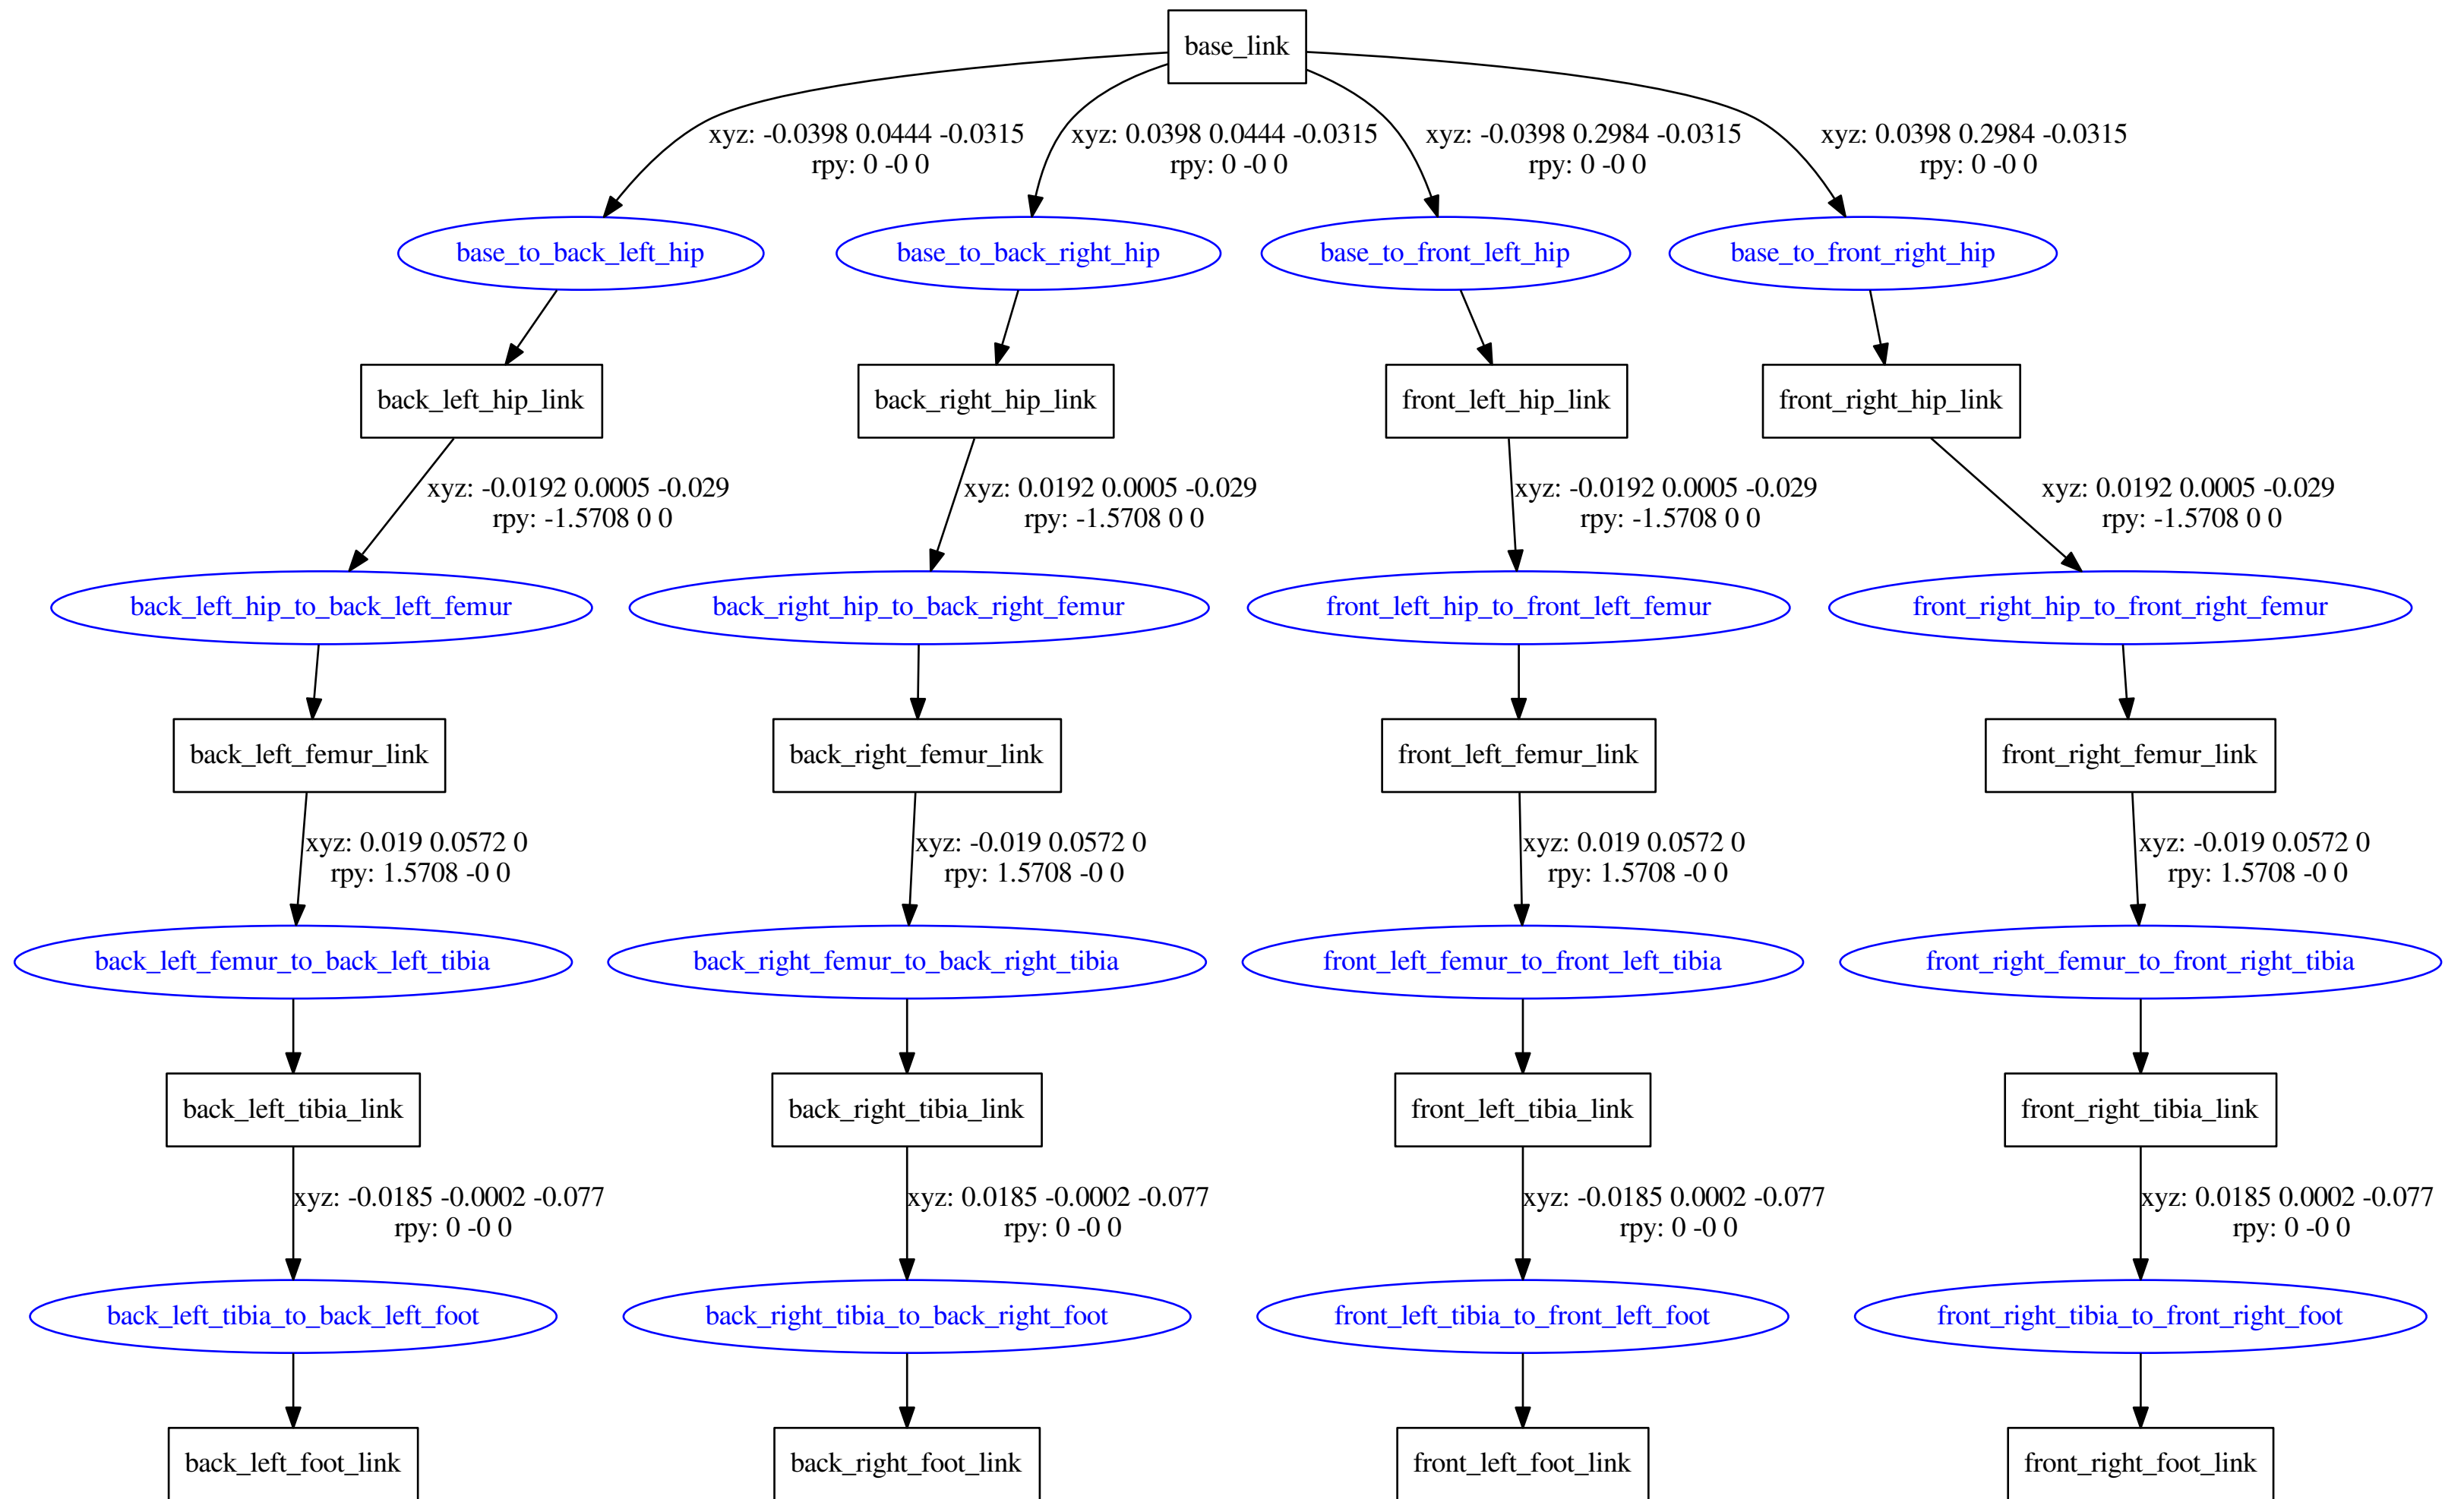 base_link
xyz: -0.0398 0.0444 -0.0315
rpy: 0 -0 0
xyz: 0.0398 0.0444 -0.0315
rpy: 0 -0 0
xyz: -0.0398 0.2984 -0.0315
rpy: 0 -0 0
xyz: 0.0398 0.2984 -0.0315
rpy: 0 -0 0
base_to_back_left_hip
base_to_back_right_hip
base_to_front_left_hip
base_to_front_right_hip
back_left_hip_link
back_right_hip_link
front_left_hip_link
front_right_hip_link
xyz: -0.0192 0.0005 -0.029
rpy: -1.5708 0 0
xyz: 0.0192 0.0005 -0.029
rpy: -1.5708 0 0
xyz: -0.0192 0.0005 -0.029
rpy: -1.5708 0 0
xyz: 0.0192 0.0005 -0.029
rpy: -1.5708 0 0
back_left_hip_to_back_left_femur
back_right_hip_to_back_right_femur
front_left_hip_to_front_left_femur
front_right_hip_to_front_right_femur
back_left_femur_link
back_right_femur_link
front_left_femur_link
front_right_femur_link
xyz: 0.019 0.0572 0
rpy: 1.5708 -0 0
xyz: -0.019 0.0572 0
rpy: 1.5708 -0 0
xyz: 0.019 0.0572 0
rpy: 1.5708 -0 0
xyz: -0.019 0.0572 0
rpy: 1.5708 -0 0
back_left_femur_to_back_left_tibia
back_right_femur_to_back_right_tibia
front_left_femur_to_front_left_tibia
front_right_femur_to_front_right_tibia
back_left_tibia_link
back_right_tibia_link
front_left_tibia_link
front_right_tibia_link
xyz: -0.0185 -0.0002 -0.077
rpy: 0 -0 0
xyz: 0.0185 -0.0002 -0.077
rpy: 0 -0 0
xyz: -0.0185 0.0002 -0.077
rpy: 0 -0 0
xyz: 0.0185 0.0002 -0.077
rpy: 0 -0 0
back_left_tibia_to_back_left_foot
back_right_tibia_to_back_right_foot
front_left_tibia_to_front_left_foot
front_right_tibia_to_front_right_foot
back_left_foot_link
back_right_foot_link
front_left_foot_link
front_right_foot_link